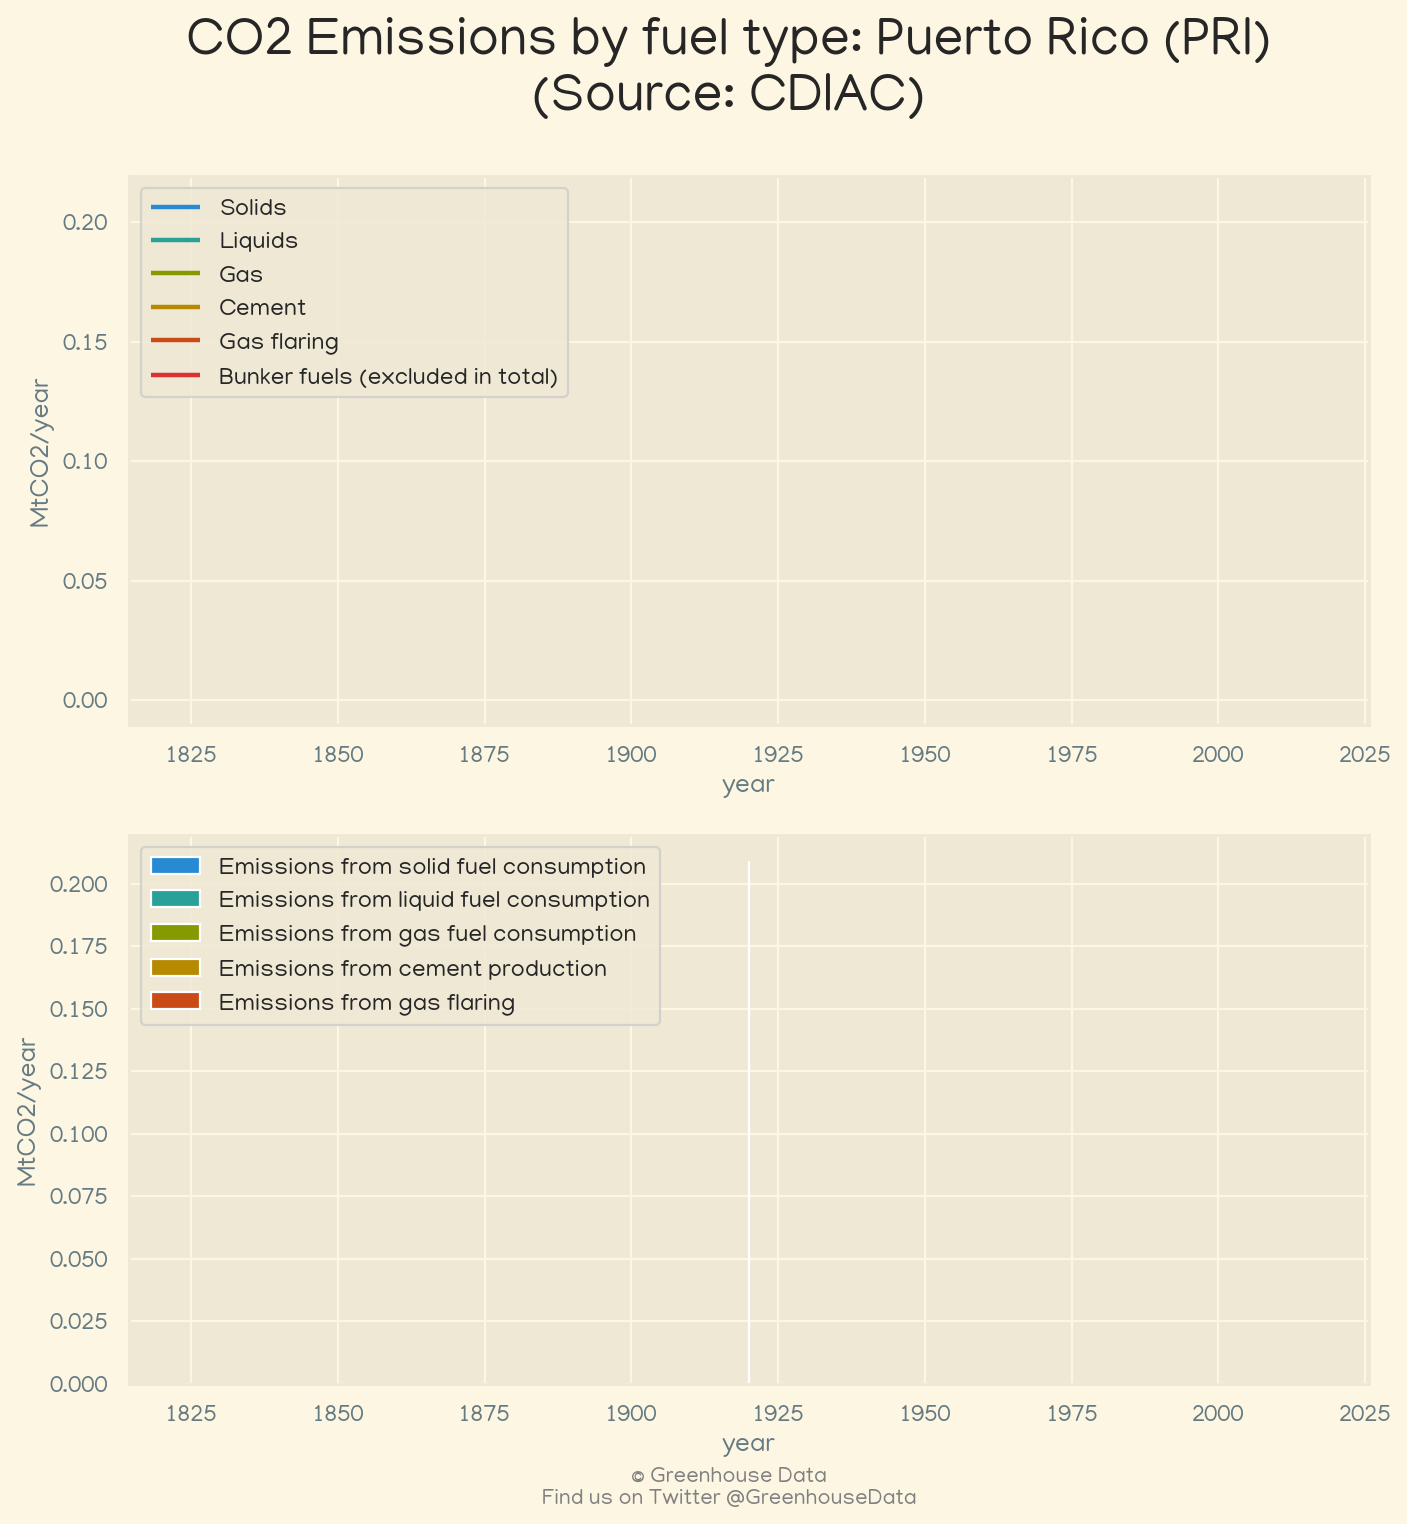 CO2 Emissions by fuel type: Puerto Rico (PRI)
(Source: CDIAC)
Solids
Liquids
Gas
Cement
Gas flaring
Bunker fuels (excluded in total)
0.20
0.15
0.10
0.05
0.00
MtCO2/year
1825 1850 1875 1900 1925 1950 1975 2000 2025
year
Emissions from solid fuel consumption
Emissions from liquid fuel consumption
Emissions from gas fuel consumption
Emissions from cement production
Emissions from gas flaring
0.200
0.175
0.150
0.125
0.100
0.075
0.050
0.025
0.000
MtCO2/year
1825 1850 1875 1900 1925 1950 1975 2000 2025
year
© Greenhouse Data
Find us on Twitter @GreenhouseData